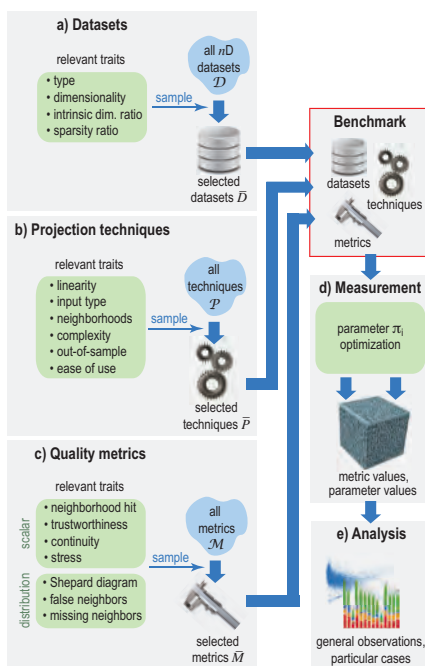 a) Datasets
relevant traits
• type
• dimensionality
• intrinsic dim. ratio
• sparsity ratio
sample
all nD
datasets
𝒟
selected
datasets D̄
b) Projection techniques
relevant traits
• linearity
• input type
• neighborhoods
• complexity
• out-of-sample
• ease of use
sample
all
techniques
𝒫
selected
techniques P̄
c) Quality metrics
relevant traits
scalar
• neighborhood hit
• trustworthiness
• continuity
• stress
distribution
• Shepard diagram
• false neighbors
• missing neighbors
sample
all
metrics
ℳ
selected
metrics M̄
Benchmark
datasets
techniques
metrics
d) Measurement
parameter πi
optimization
metric values,
parameter values
e) Analysis
general observations,
particular cases